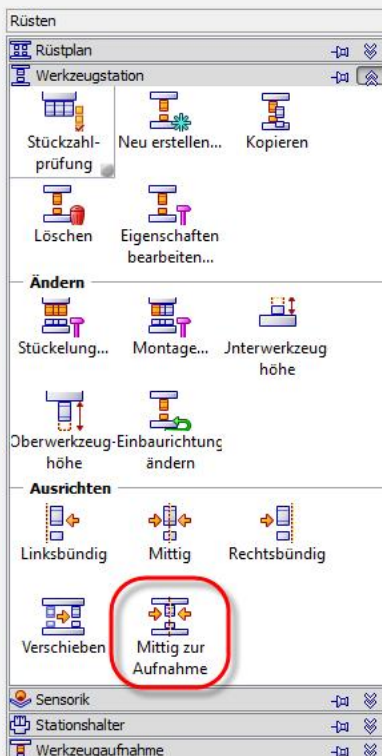 Rüsten
Rüstplan
Werkzeugstation
Stückzahl-
prüfung
Neu erstellen...
Kopieren
Löschen
Eigenschaften
bearbeiten...
Ändern
Stückelung...
Montage...
Jnterwerkzeug
höhe
Oberwerkzeug-
höhe
Einbaurichtung
ändern
Ausrichten
Linksbündig
Mittig
Rechtsbündig
Verschieben
Mittig zur
Aufnahme
Sensorik
Stationshalter
Werkzeugaufnahme